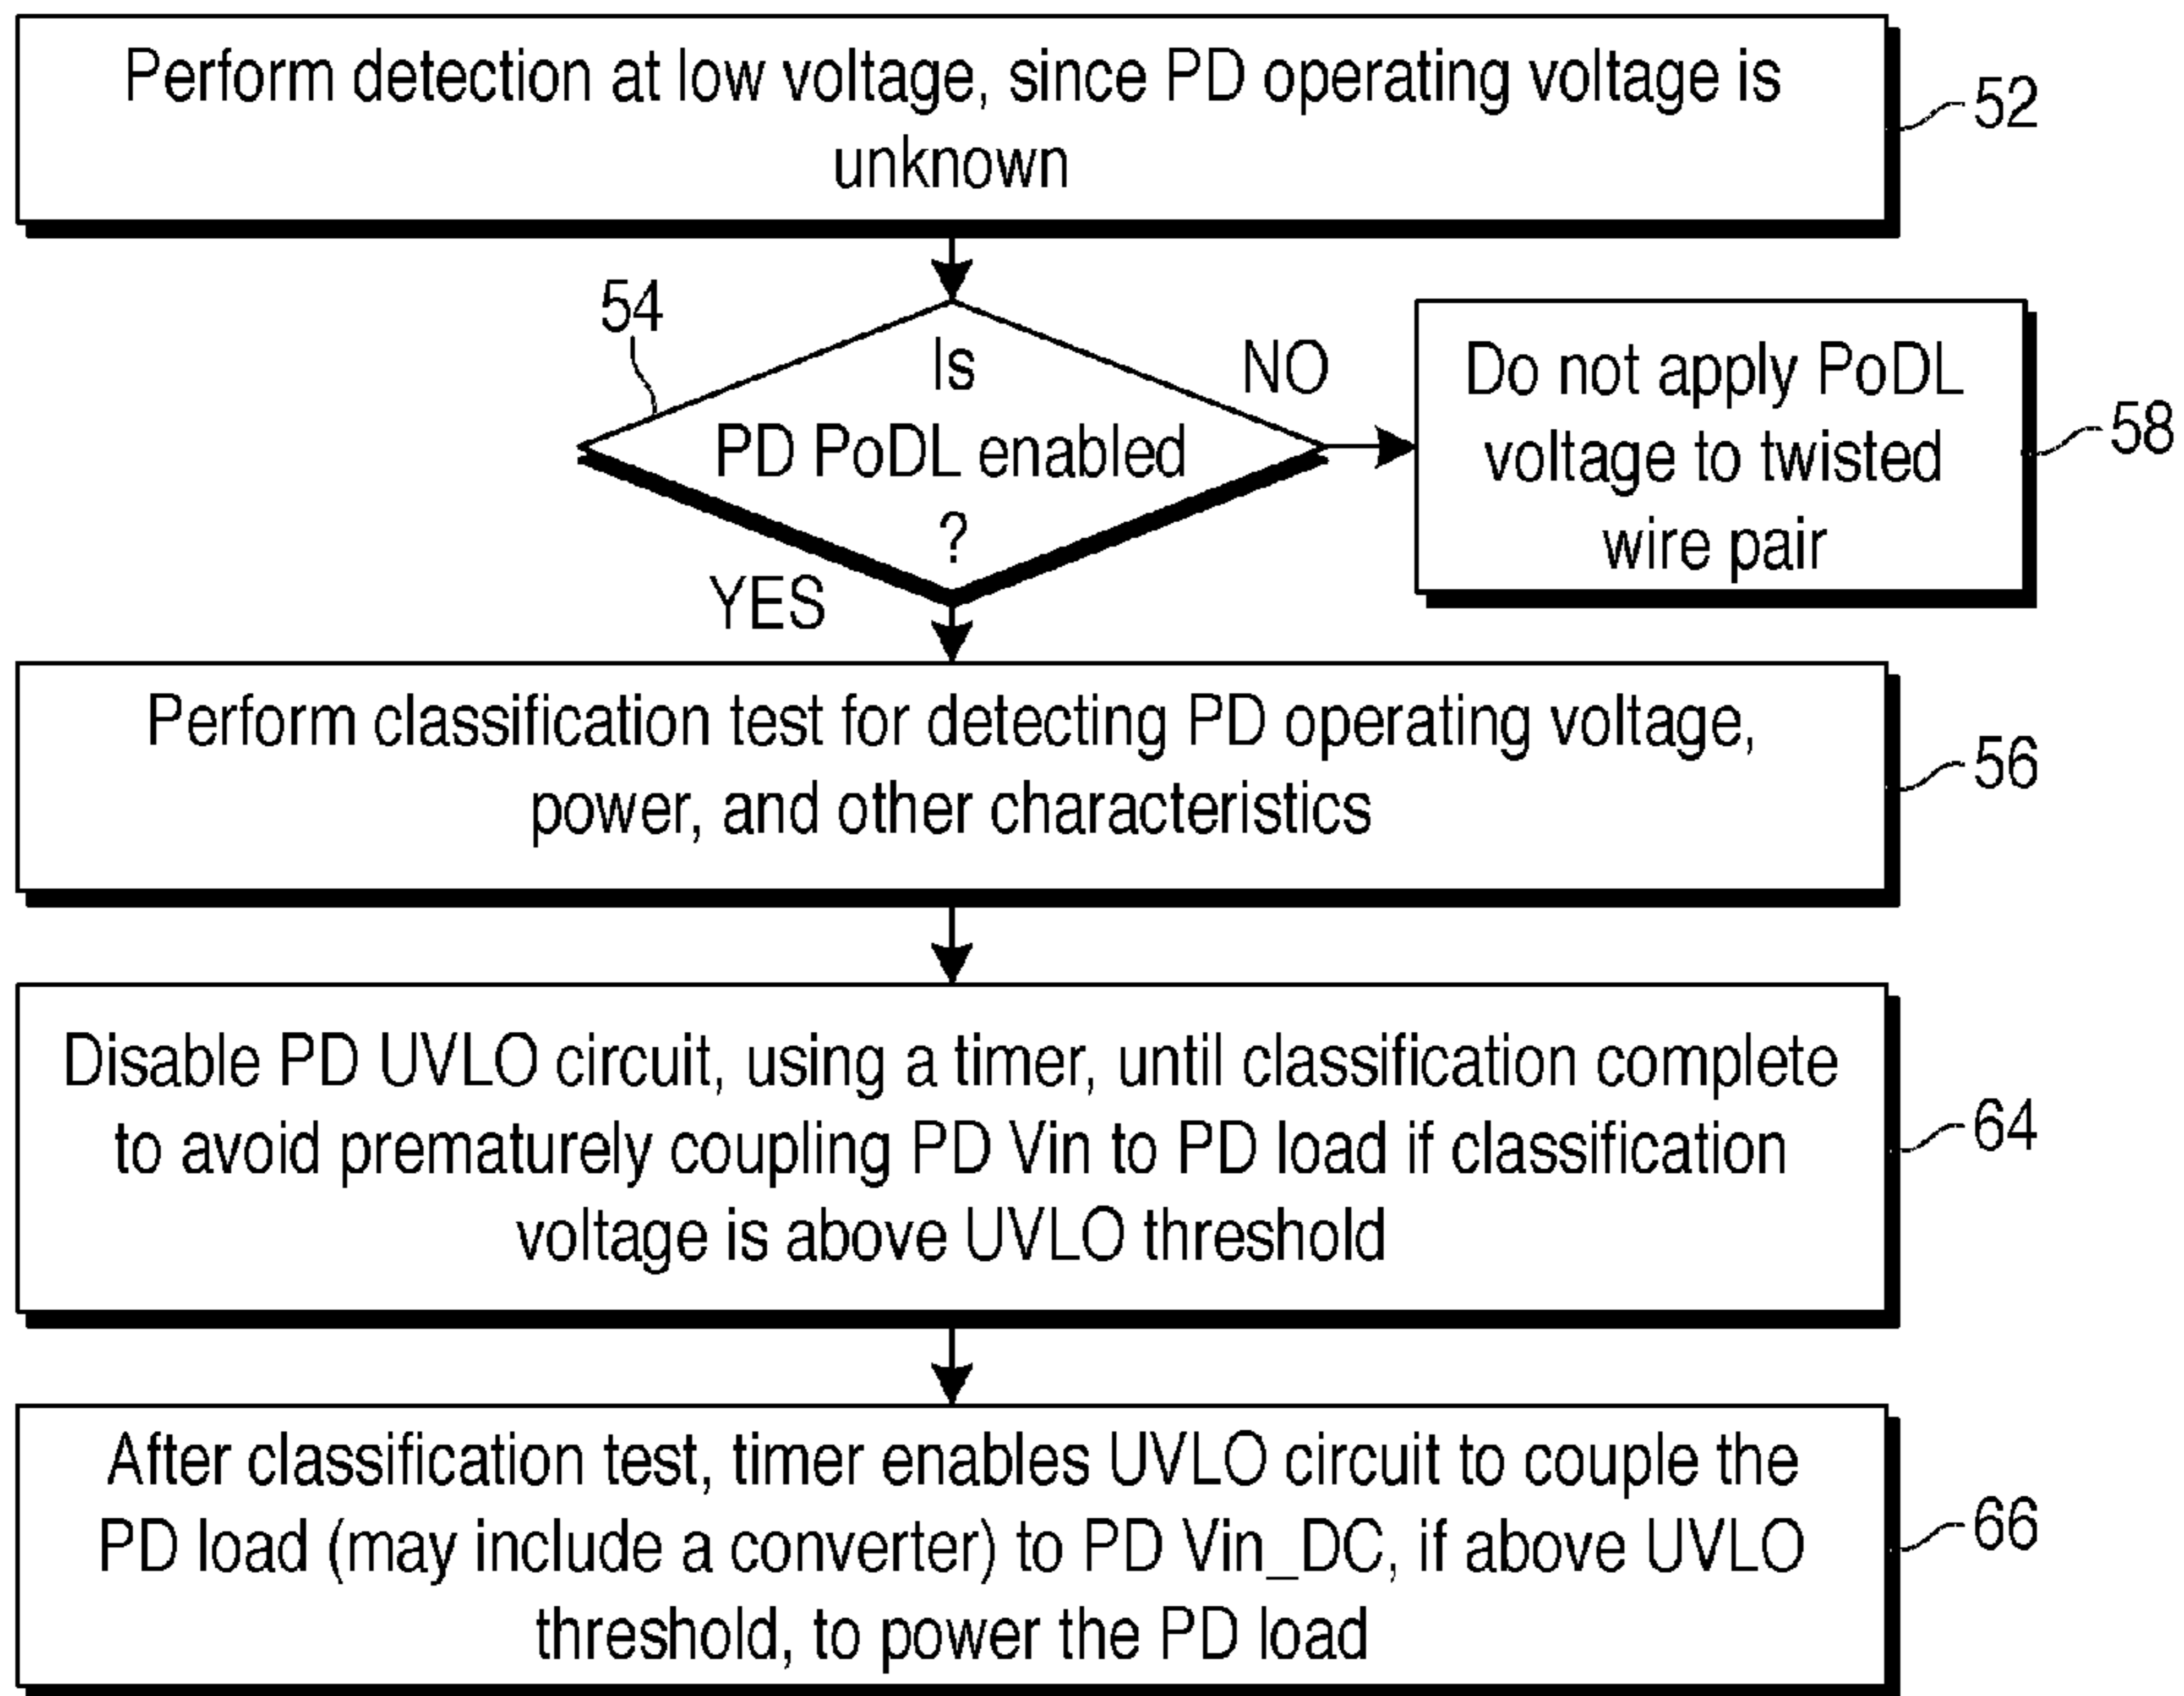 Perform detection at low voltage, since PD operating voltage is
unknown
52
54
Is
PD PoDL enabled
?
NO
YES
Do not apply PoDL
voltage to twisted
wire pair
58
Perform classification test for detecting PD operating voltage,
power, and other characteristics
56
Disable PD UVLO circuit, using a timer, until classification complete
to avoid prematurely coupling PD Vin to PD load if classification
voltage is above UVLO threshold
64
After classification test, timer enables UVLO circuit to couple the
PD load (may include a converter) to PD Vin_DC, if above UVLO
threshold, to power the PD load
66